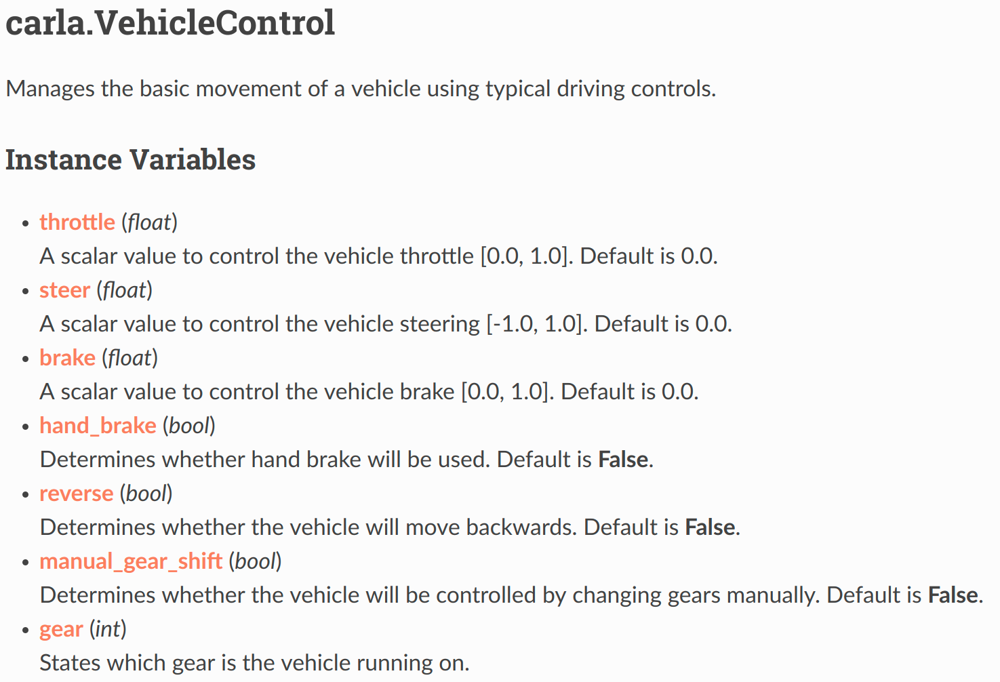 carla.VehicleControl
Manages the basic movement of a vehicle using typical driving controls.
Instance Variables
• throttle (float)
A scalar value to control the vehicle throttle [0.0, 1.0]. Default is 0.0.
• steer (float)
A scalar value to control the vehicle steering [-1.0, 1.0]. Default is 0.0.
• brake (float)
A scalar value to control the vehicle brake [0.0, 1.0]. Default is 0.0.
• hand_brake (bool)
Determines whether hand brake will be used. Default is False.
• reverse (bool)
Determines whether the vehicle will move backwards. Default is False.
• manual_gear_shift (bool)
Determines whether the vehicle will be controlled by changing gears manually. Default is False.
• gear (int)
States which gear is the vehicle running on.